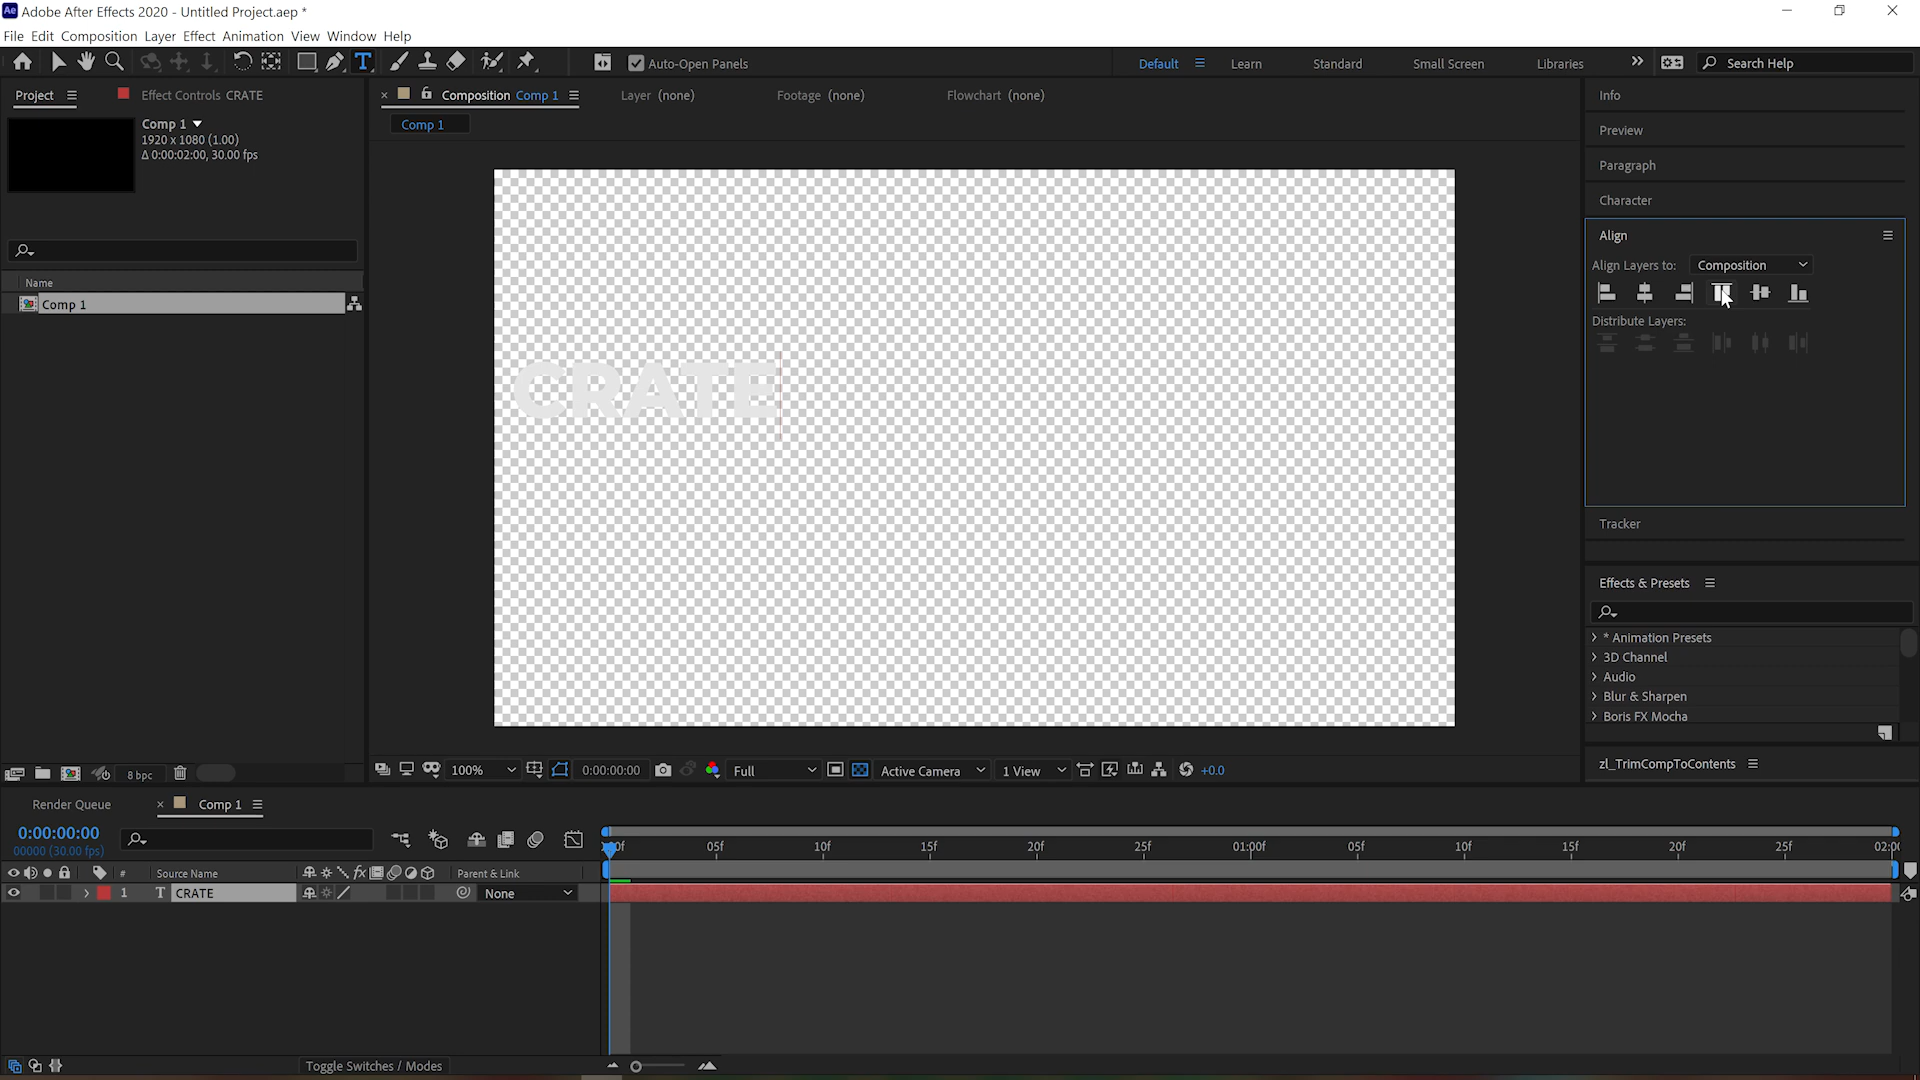 Ae Adobe After Effects 2020 - Untitled Project.aep *
File Edit Composition Layer Effect Animation View Window Help
T Auto-Open Panels Default Learn Standard Small Screen Libraries Search Help
Project Effect Controls CRATE Composition Comp 1 Layer (none) Footage (none) Flowchart (none)
Comp 1
Comp 1
1920 x 1080 (1.00)
Δ 0:00:02:00, 30.00 fps
Name
Comp 1
CRATE
Info
Preview
Paragraph
Character
Align
Align Layers to: Composition
Distribute Layers:
Tracker
Effects & Presets
* Animation Presets
3D Channel
Audio
Blur & Sharpen
Boris FX Mocha
zl_TrimCompToContents
8 bpc 100% 0:00:00:00 Full Active Camera 1 View +0.0
Render Queue Comp 1
0:00:00:00
00000 (30.00 fps)
05f 10f 15f 20f 25f 01:00f 05f 10f 15f 20f 25f
# Source Name fx Parent & Link
1 T CRATE None
Toggle Switches / Modes